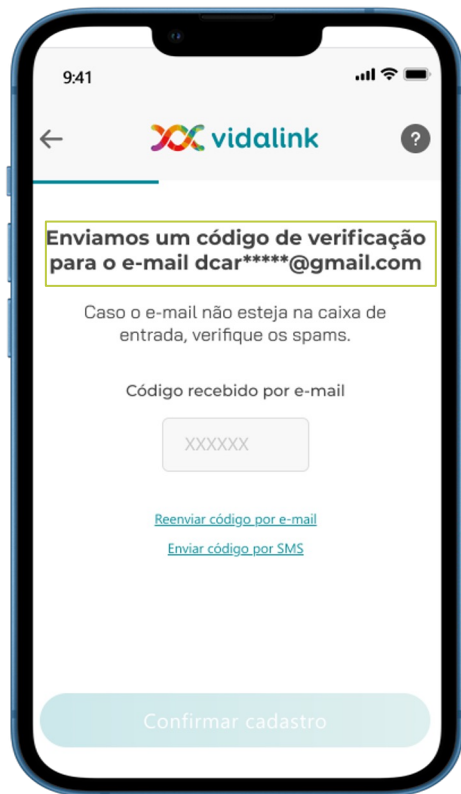 9:41
vidalink
?
Enviamos um código de verificação
para o e-mail dcar*****@gmail.com
Caso o e-mail não esteja na caixa de
entrada, verifique os spams.
Código recebido por e-mail
XXXXXX
Reenviar código por e-mail
Enviar código por SMS
Confirmar cadastro